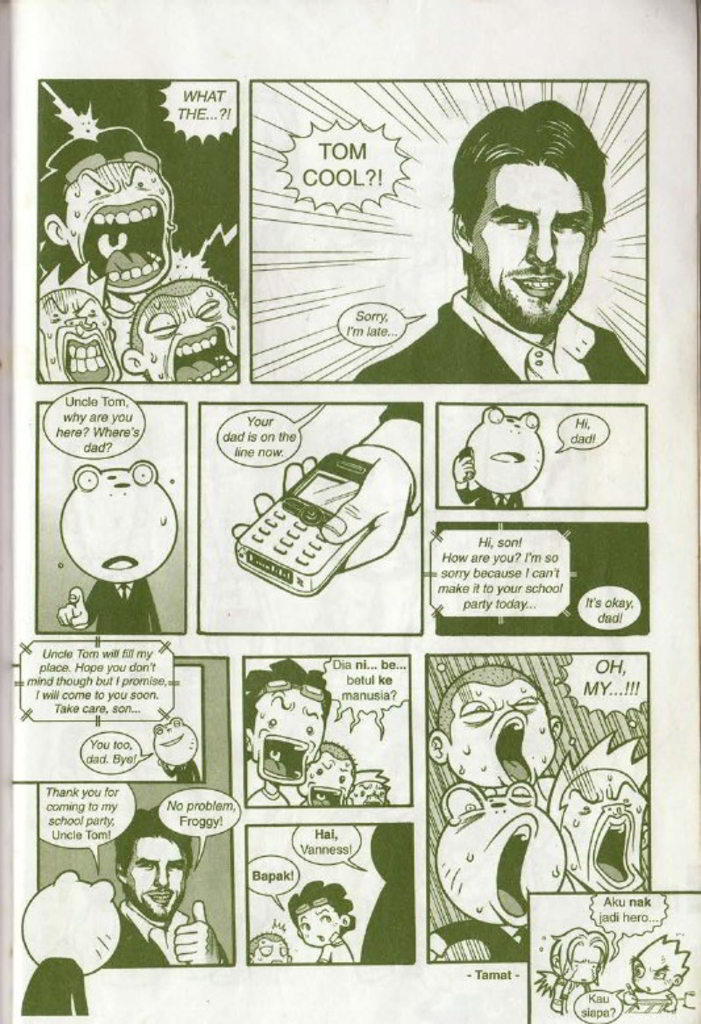 WHAT
THE...?!
TOM
COOL?!
Sorry,
I'm late...
Uncle Tom,
why are you
here? Where's
dad?
Your
dad is on the
line now.
Hi,
dad!
Hi, son!
How are you? I'm so
sorry because I can't
make it to your school
party today...
It's okay,
dad!
Uncle Tom will fill my
place. Hope you don't
mind though but I promise,
I will come to you soon.
Take care, son...
You too,
dad. Bye!
Thank you for
coming to my
school party,
Uncle Tom!
No problem,
Froggy!
Dia ni... be...
betul ke
manusia?
Hai,
Vanness!
Bapak!
OH,
MY...!!!
- Tamat -
Aku nak
jadi hero...
Kau
siapa?